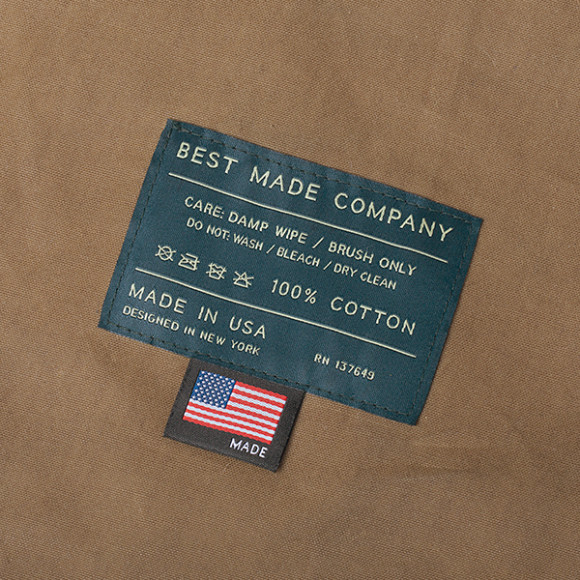 BEST MADE COMPANY
CARE: DAMP WIPE / BRUSH ONLY
DO NOT: WASH / BLEACH / DRY CLEAN
100% COTTON
MADE IN USA
DESIGNED IN NEW YORK
RN 137649
MADE